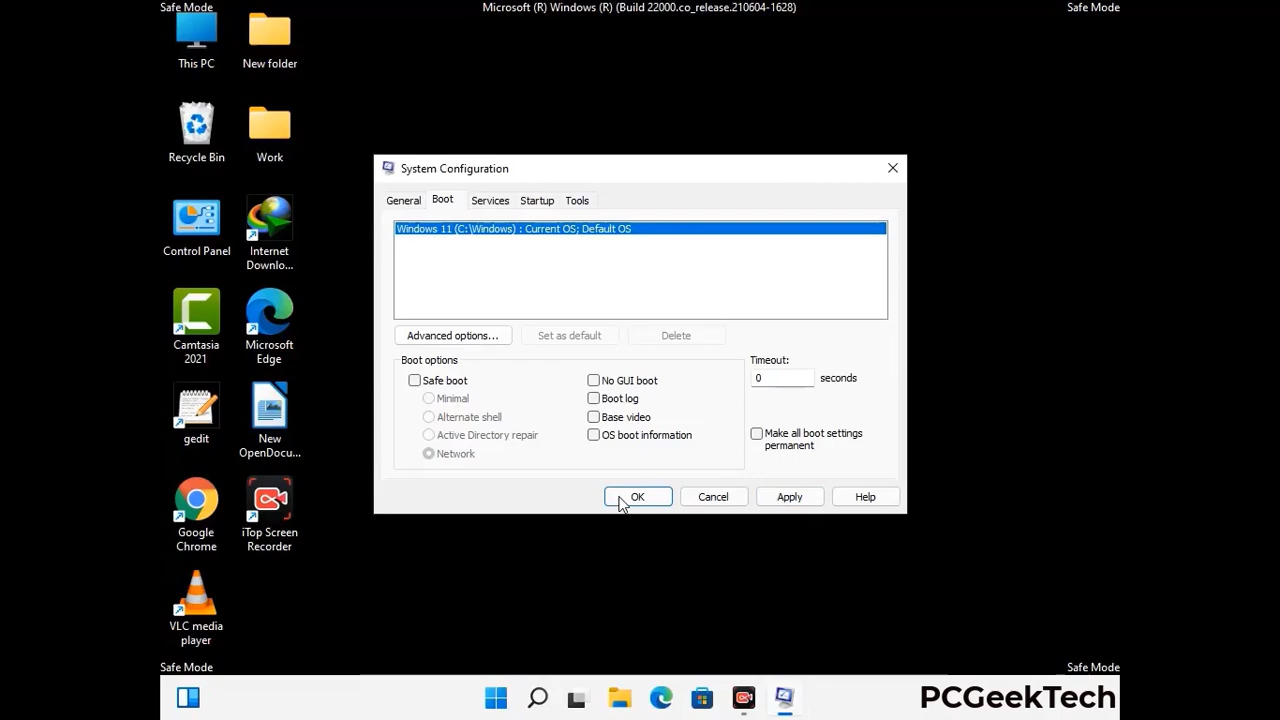 Safe Mode
Microsoft (R) Windows (R) (Build 22000.co_release.210604-1628)
Safe Mode
This PC
New folder
Recycle Bin
Work
Control Panel
Internet
Downlo...
Camtasia
2021
Microsoft
Edge
gedit
New
OpenDocu...
Google
Chrome
iTop Screen
Recorder
VLC media
player
System Configuration
General
Boot
Services
Startup
Tools
Windows 11 (C:\Windows) : Current OS; Default OS
Advanced options...
Set as default
Delete
Boot options
Safe boot
Minimal
Alternate shell
Active Directory repair
Network
No GUI boot
Boot log
Base video
OS boot information
Timeout:
0 seconds
Make all boot settings
permanent
OK
Cancel
Apply
Help
Safe Mode
Safe Mode
PCGeekTech